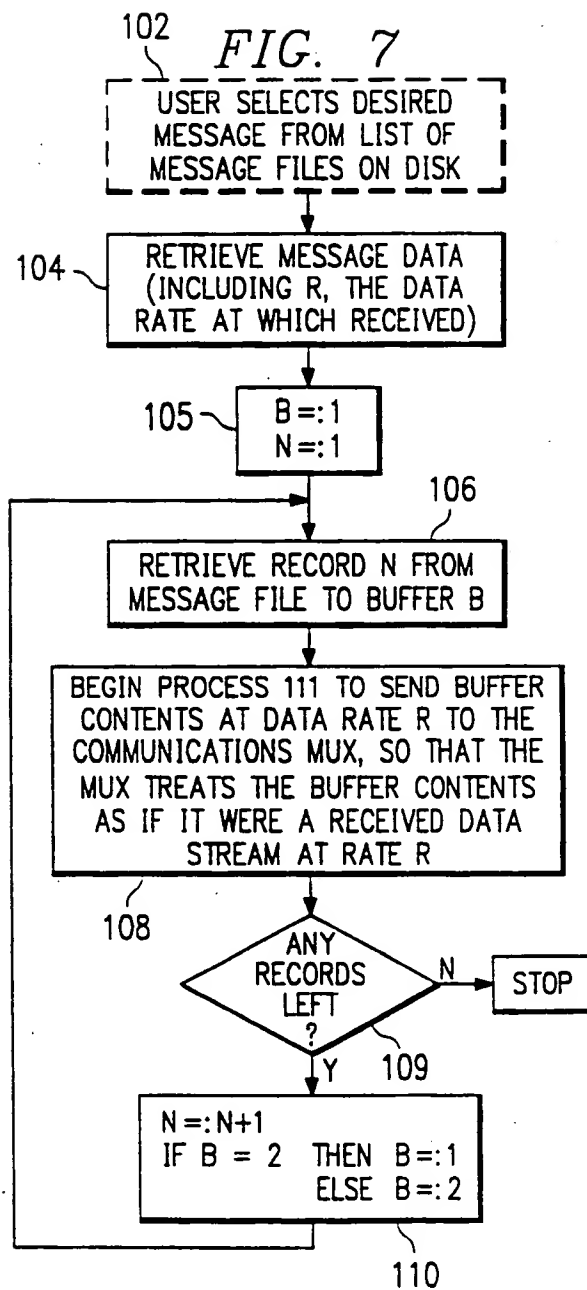 102
FIG. 7
USER SELECTS DESIRED
MESSAGE FROM LIST OF
MESSAGE FILES ON DISK
104
RETRIEVE MESSAGE DATA
(INCLUDING R, THE DATA
RATE AT WHICH RECEIVED)
105
B=:1
N=:1
106
RETRIEVE RECORD N FROM
MESSAGE FILE TO BUFFER B
BEGIN PROCESS 111 TO SEND BUFFER
CONTENTS AT DATA RATE R TO THE
COMMUNICATIONS MUX, SO THAT THE
MUX TREATS THE BUFFER CONTENTS
AS IF IT WERE A RECEIVED DATA
STREAM AT RATE R
108
ANY
RECORDS
LEFT
?
N
STOP
109
Y
N=:N+1
IF B = 2 THEN B=:1
ELSE B=:2
110